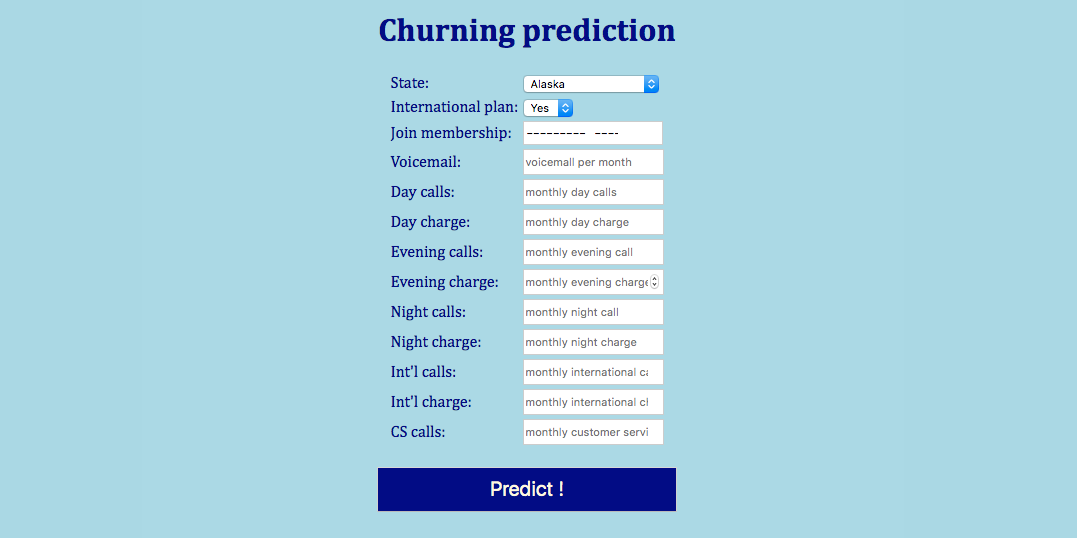 Churning prediction
State: Alaska
International plan: Yes
Join membership: --------- ----
Voicemail: voicemall per month
Day calls: monthly day calls
Day charge: monthly day charge
Evening calls: monthly evening call
Evening charge: monthly evening charge
Night calls: monthly night call
Night charge: monthly night charge
Int'l calls: monthly international ca
Int'l charge: monthly international ch
CS calls: monthly customer servi
Predict !